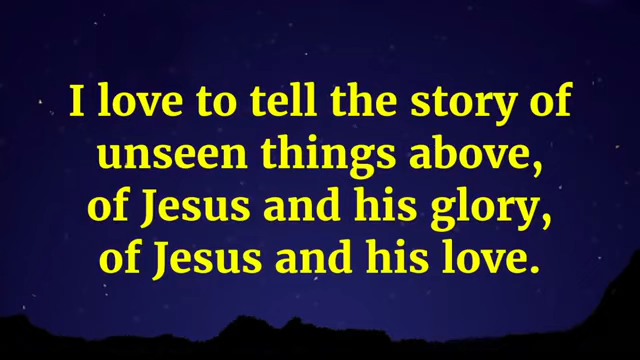 I love to tell the story of
unseen things above,
of Jesus and his glory,
of Jesus and his love.